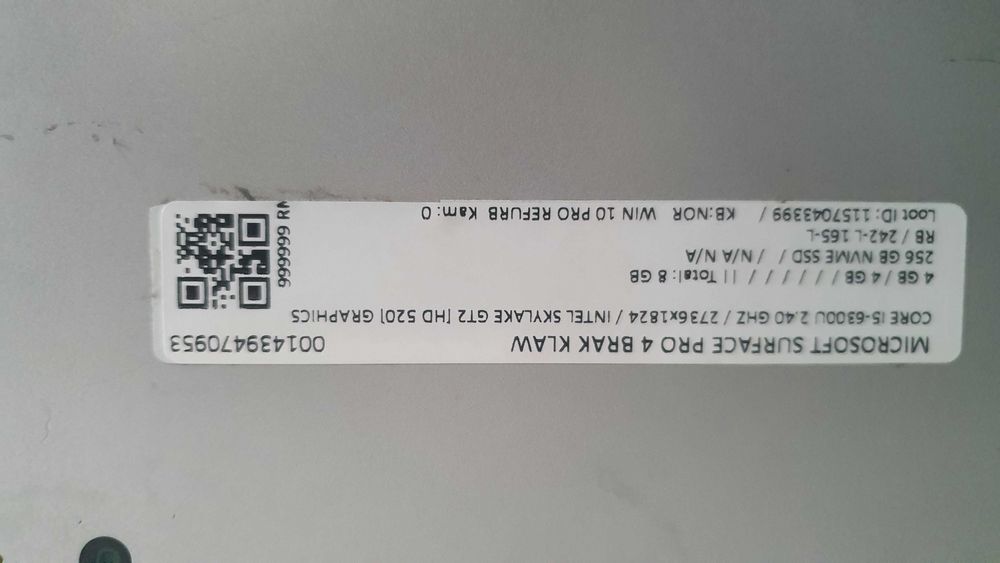 MICROSOFT SURFACE PRO 4 BRAK KLAW 001439470953
CORE I5-6300U 2.40 GHZ / 2736x1824 / INTEL SKYLAKE GT2 [HD 520] GRAPHICS
4 GB / 4 GB / / / / / / / || Total: 8 GB
256 GB NVME SSD / / / N/A N/A
RB / 242-L 165-L
Loot ID: 1157043399 / KB:NOR WIN 10 PRO REFURB Kam: 0
999999